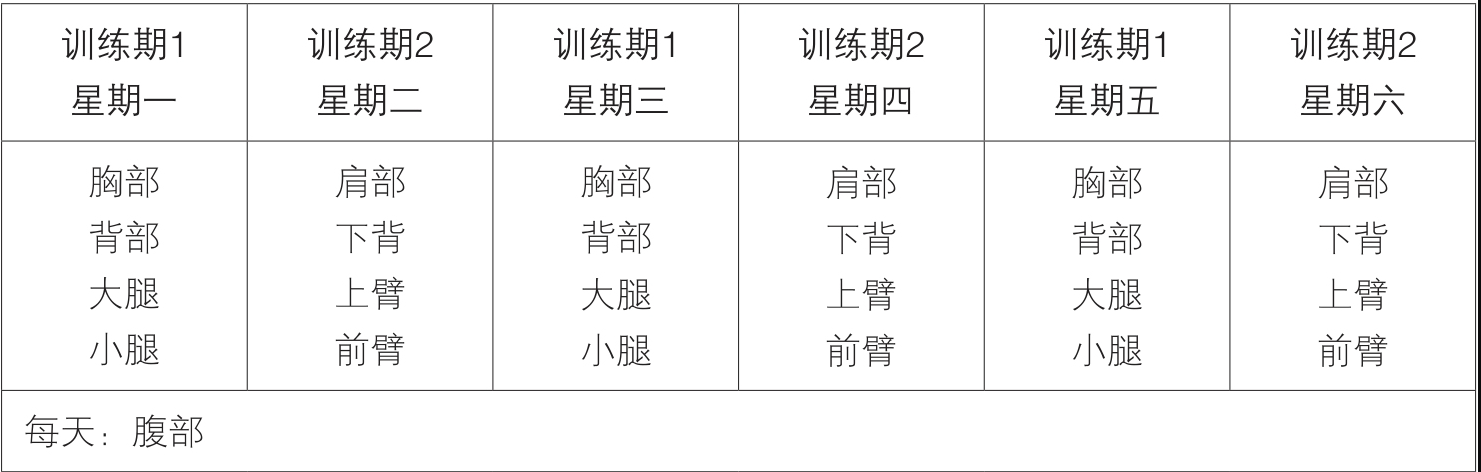 训练期1 训练期2 训练期1 训练期2 训练期1 训练期2
星期一 星期二 星期三 星期四 星期五 星期六
胸部 肩部 胸部 肩部 胸部 肩部
背部 下背 背部 下背 背部 下背
大腿 上臂 大腿 上臂 大腿 上臂
小腿 前臂 小腿 前臂 小腿 前臂
每天：腹部